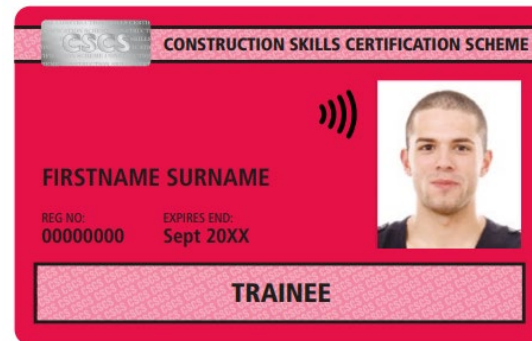 CSCS
CONSTRUCTION SKILLS CERTIFICATION SCHEME
FIRSTNAME SURNAME
REG NO: EXPIRES END:
00000000 Sept 20XX
TRAINEE